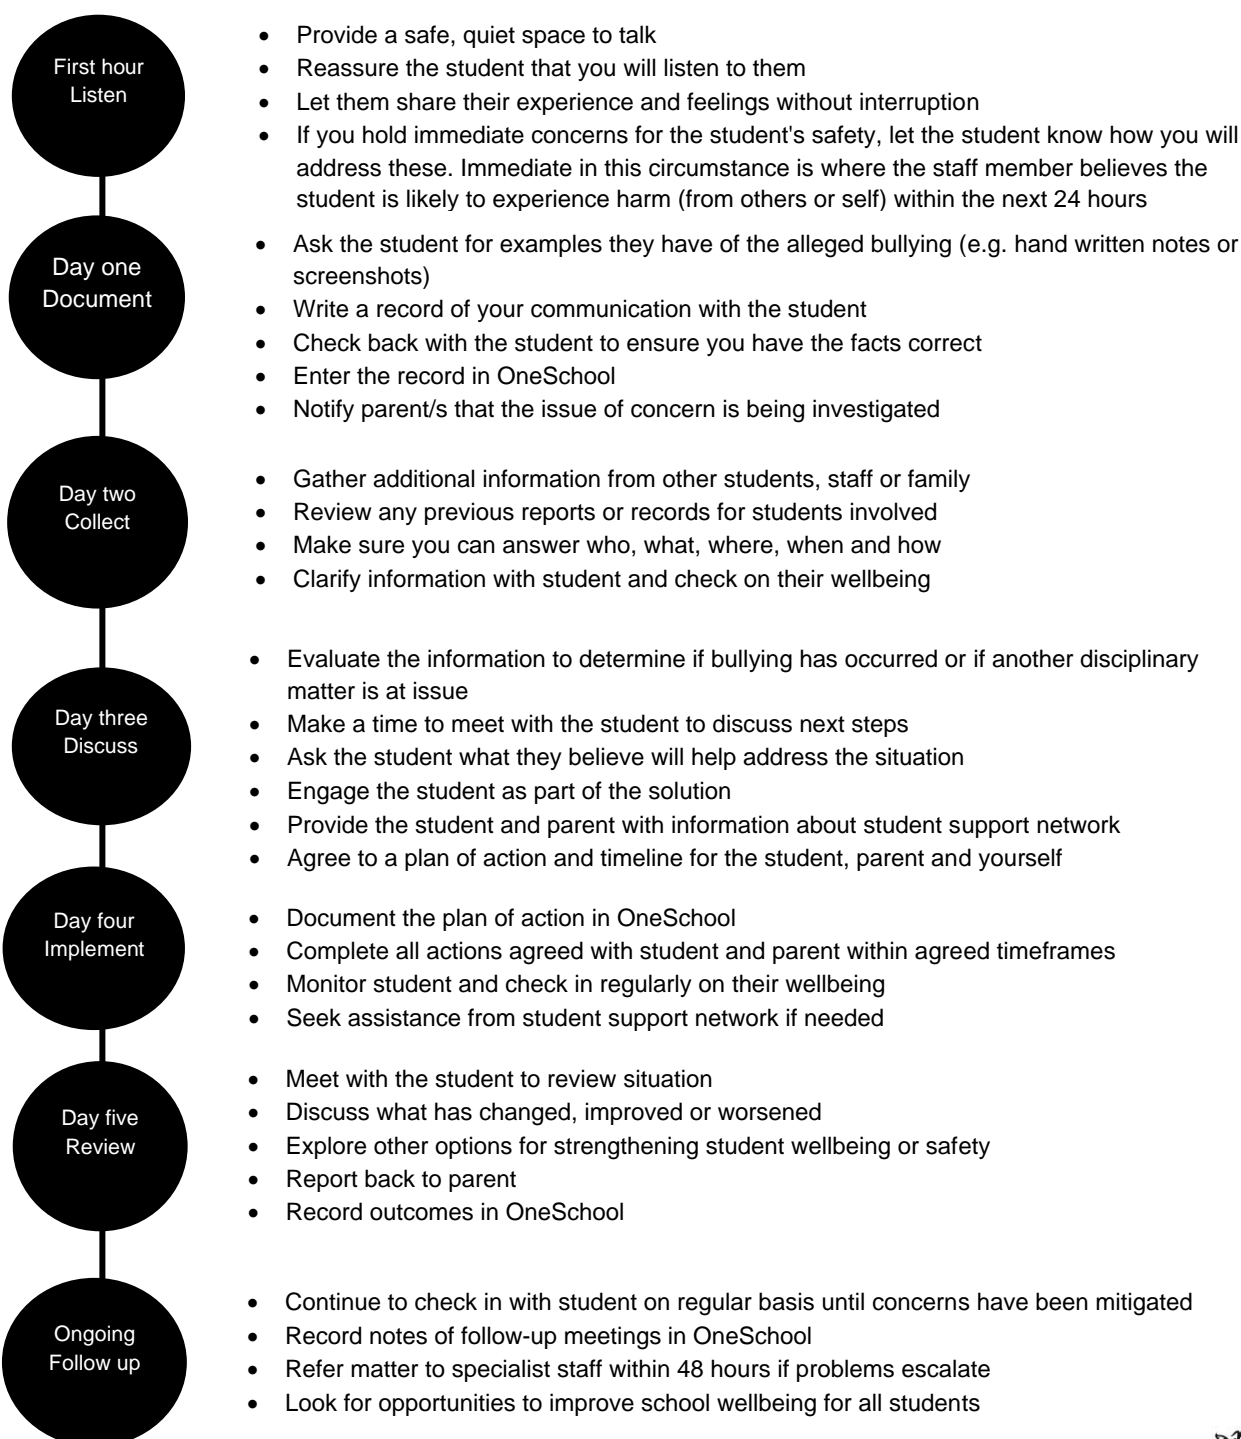 First hour
Listen
• Provide a safe, quiet space to talk
• Reassure the student that you will listen to them
• Let them share their experience and feelings without interruption
• If you hold immediate concerns for the student's safety, let the student know how you will
address these. Immediate in this circumstance is where the staff member believes the
student is likely to experience harm (from others or self) within the next 24 hours
Day one
Document
• Ask the student for examples they have of the alleged bullying (e.g. hand written notes or
screenshots)
• Write a record of your communication with the student
• Check back with the student to ensure you have the facts correct
• Enter the record in OneSchool
• Notify parent/s that the issue of concern is being investigated
Day two
Collect
• Gather additional information from other students, staff or family
• Review any previous reports or records for students involved
• Make sure you can answer who, what, where, when and how
• Clarify information with student and check on their wellbeing
Day three
Discuss
• Evaluate the information to determine if bullying has occurred or if another disciplinary
matter is at issue
• Make a time to meet with the student to discuss next steps
• Ask the student what they believe will help address the situation
• Engage the student as part of the solution
• Provide the student and parent with information about student support network
• Agree to a plan of action and timeline for the student, parent and yourself
Day four
Implement
• Document the plan of action in OneSchool
• Complete all actions agreed with student and parent within agreed timeframes
• Monitor student and check in regularly on their wellbeing
• Seek assistance from student support network if needed
Day five
Review
• Meet with the student to review situation
• Discuss what has changed, improved or worsened
• Explore other options for strengthening student wellbeing or safety
• Report back to parent
• Record outcomes in OneSchool
Ongoing
Follow up
• Continue to check in with student on regular basis until concerns have been mitigated
• Record notes of follow-up meetings in OneSchool
• Refer matter to specialist staff within 48 hours if problems escalate
• Look for opportunities to improve school wellbeing for all students